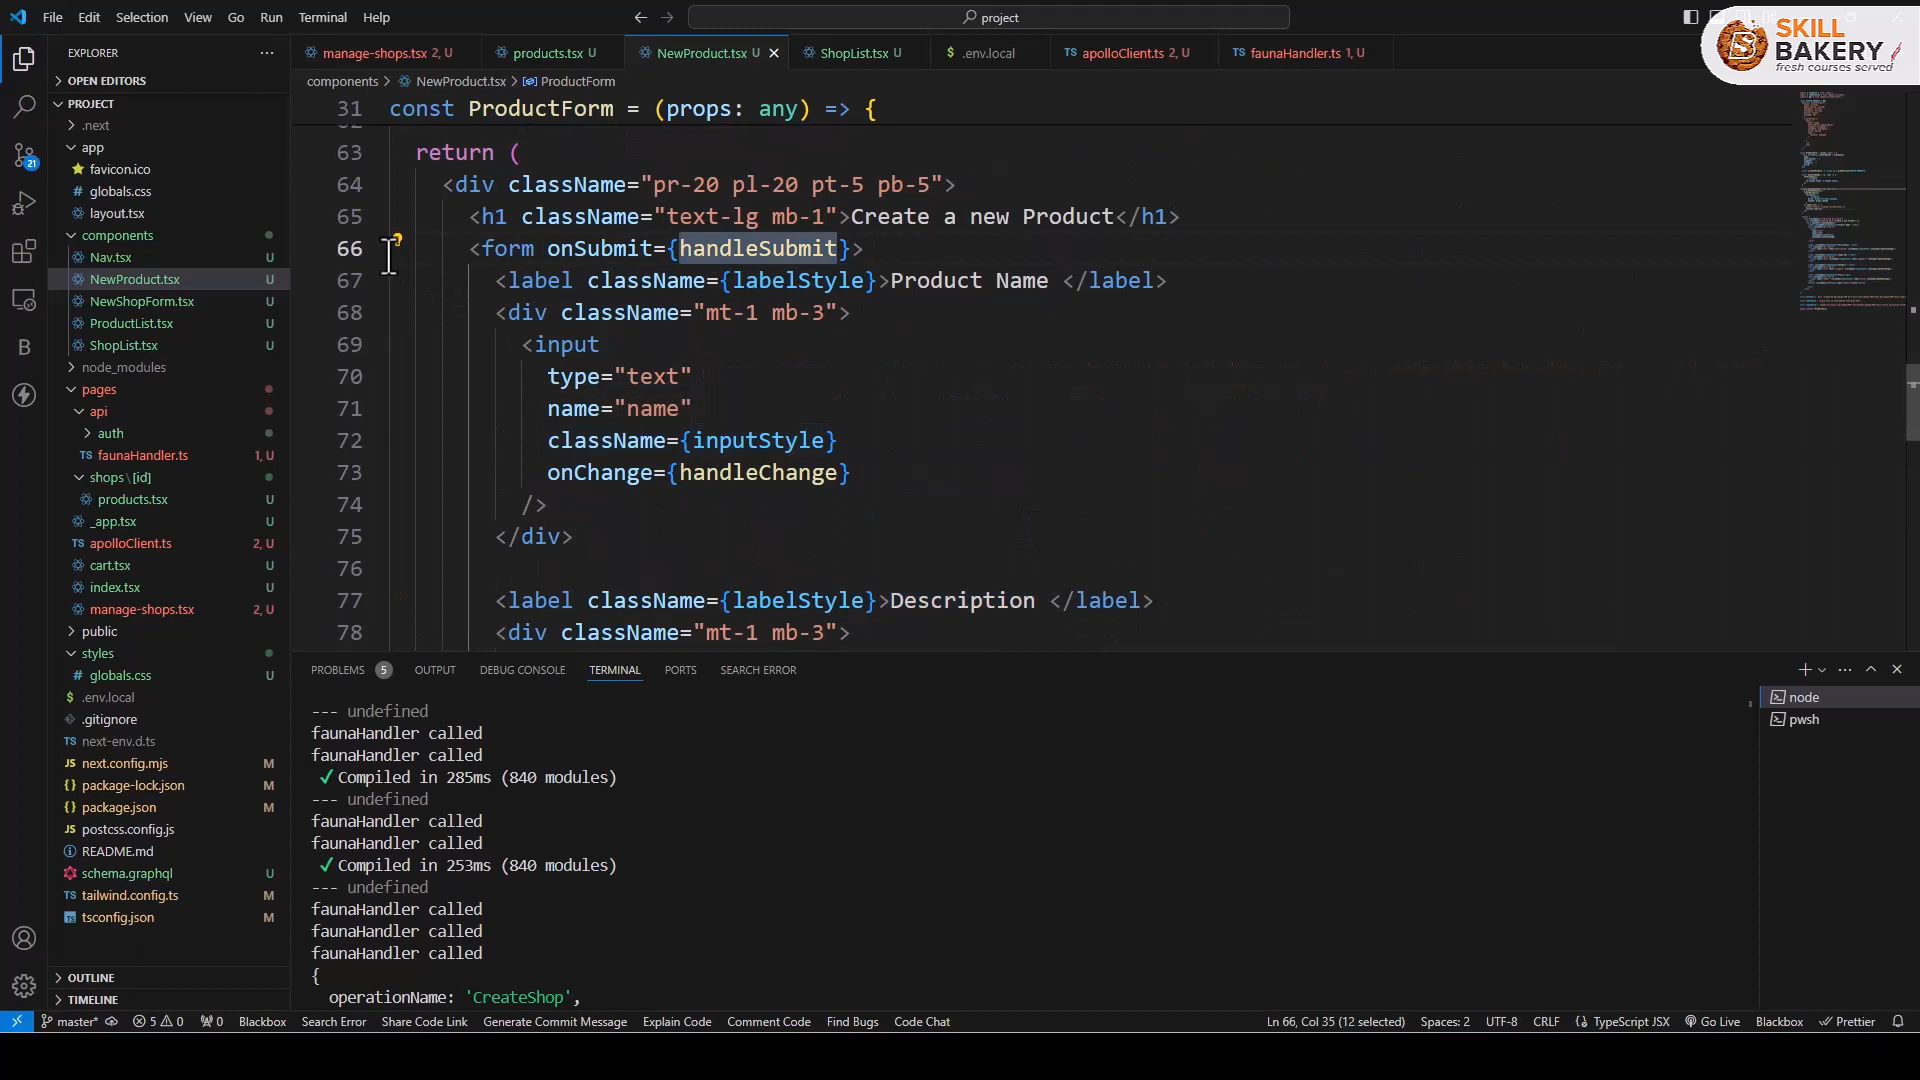 File Edit Selection View Go Run Terminal Help
project
SKILL
BAKERY
fresh courses served
EXPLORER
OPEN EDITORS
PROJECT
.next
app
favicon.ico
globals.css
layout.tsx
components
Nav.tsx U
NewProduct.tsx U
NewShopForm.tsx U
ProductList.tsx U
ShopList.tsx U
node_modules
pages
api
auth
faunaHandler.ts 1, U
shops\[id]
products.tsx U
_app.tsx U
apolloClient.ts 2, U
cart.tsx U
index.tsx U
manage-shops.tsx 2, U
public
styles
globals.css U
.env.local
.gitignore
next-env.d.ts
next.config.mjs M
package-lock.json M
package.json M
postcss.config.js
README.md
schema.graphql U
tailwind.config.ts M
tsconfig.json M
OUTLINE
TIMELINE
21
manage-shops.tsx 2, U
products.tsx U
NewProduct.tsx U
ShopList.tsx U
.env.local
apolloClient.ts 2, U
faunaHandler.ts 1, U
components > NewProduct.tsx > ProductForm
31 const ProductForm = (props: any) => {
63 return (
64 <div className="pr-20 pl-20 pt-5 pb-5">
65 <h1 className="text-lg mb-1">Create a new Product</h1>
66 <form onSubmit={handleSubmit}>
67 <label className={labelStyle}>Product Name </label>
68 <div className="mt-1 mb-3">
69 <input
70 type="text"
71 name="name"
72 className={inputStyle}
73 onChange={handleChange}
74 />
75 </div>
76
77 <label className={labelStyle}>Description </label>
78 <div className="mt-1 mb-3">
PROBLEMS 5 OUTPUT DEBUG CONSOLE TERMINAL PORTS SEARCH ERROR
--- undefined
faunaHandler called
faunaHandler called
✓ Compiled in 285ms (840 modules)
--- undefined
faunaHandler called
faunaHandler called
✓ Compiled in 253ms (840 modules)
--- undefined
faunaHandler called
faunaHandler called
faunaHandler called
{
operationName: 'CreateShop',
node
pwsh
master* 5 0 0 Blackbox Search Error Share Code Link Generate Commit Message Explain Code Comment Code Find Bugs Code Chat Ln 66, Col 35 (12 selected) Spaces: 2 UTF-8 CRLF {} TypeScript JSX Go Live Blackbox Prettier